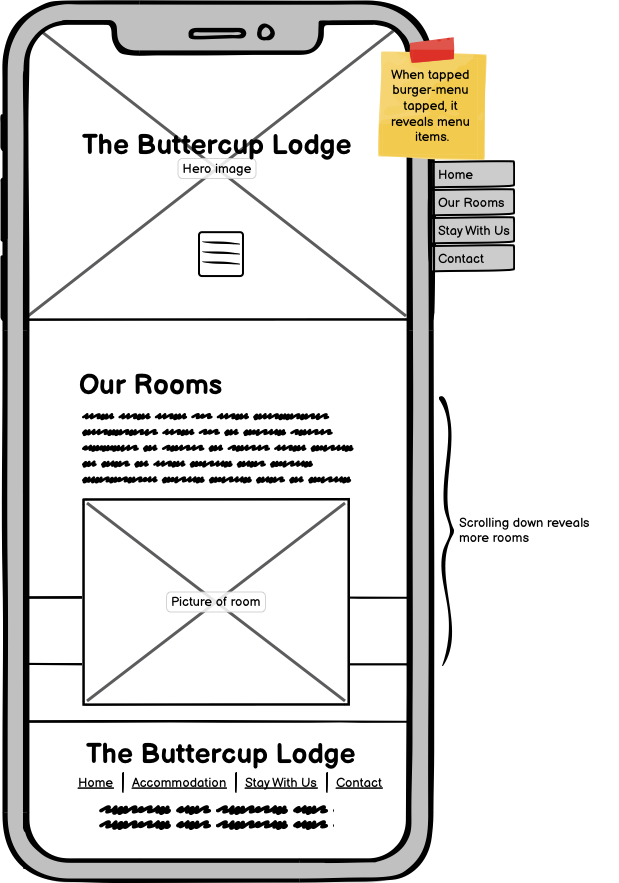 When tapped
burger-menu
tapped, it
reveals menu
items.
The Buttercup Lodge
Hero image
Home
Our Rooms
Stay With Us
Contact
Our Rooms
Scrolling down reveals
more rooms
Picture of room
The Buttercup Lodge
Home | Accommodation | Stay With Us | Contact